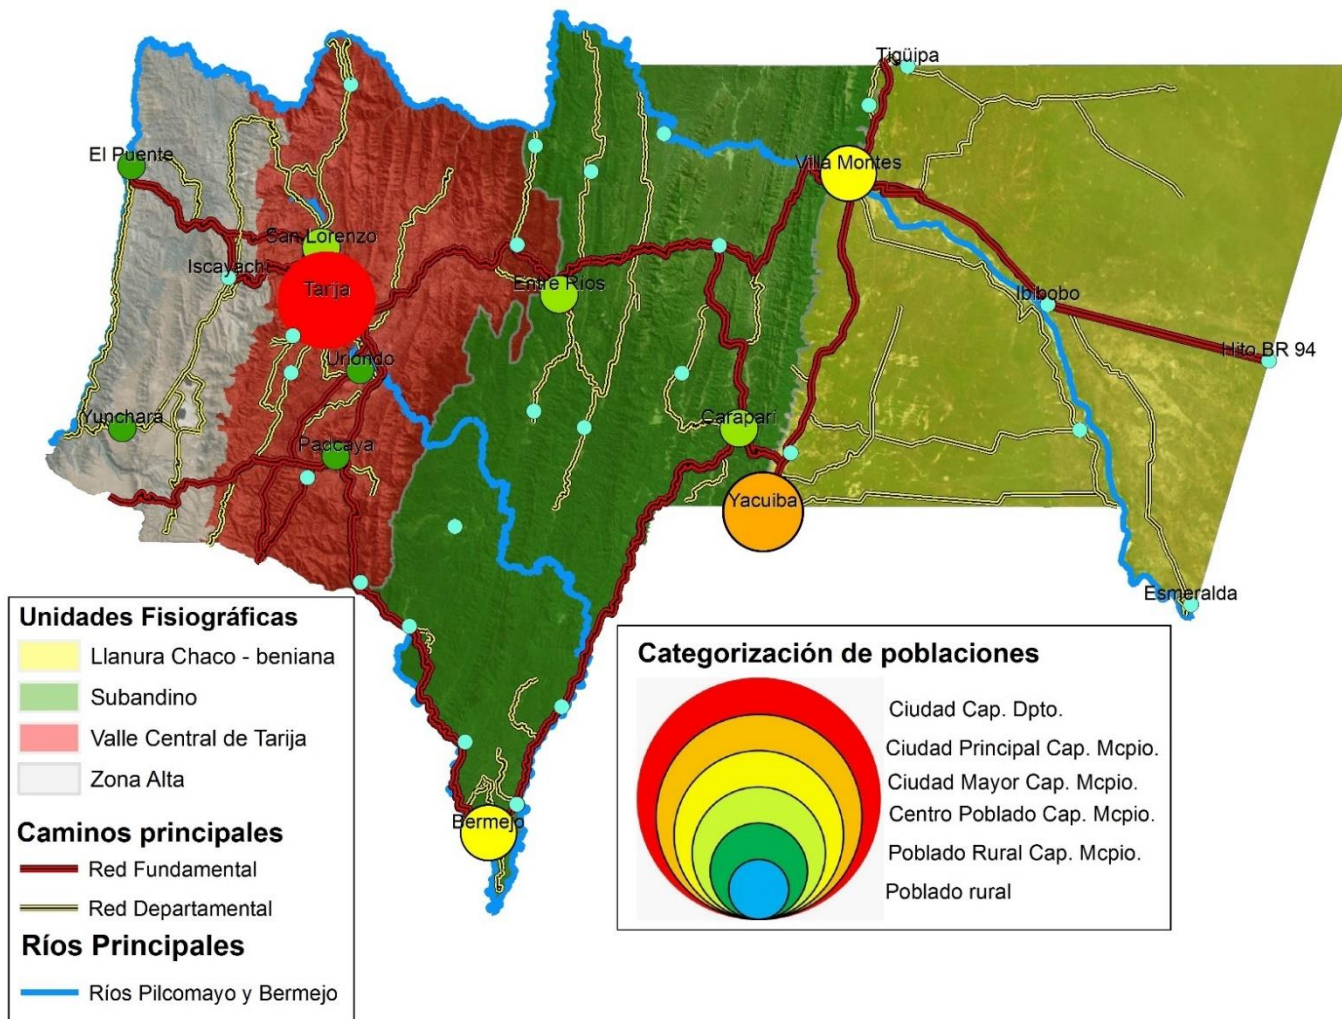 Tigüipa
El Puente
Villa Montes
San Lorenzo
Iscayachi
Tarija
Entre Rios
Ibibobo
Hito BR 94
Uriondo
Yunchara
Carapari
Padcaya
Yacuiba
Esmeralda
Bermejo
Unidades Fisiográficas
Llanura Chaco - beniana
Subandino
Valle Central de Tarija
Zona Alta
Caminos principales
Red Fundamental
Red Departamental
Ríos Principales
Ríos Pilcomayo y Bermejo
Categorización de poblaciones
Ciudad Cap. Dpto.
Ciudad Principal Cap. Mcpio.
Ciudad Mayor Cap. Mcpio.
Centro Poblado Cap. Mcpio.
Poblado Rural Cap. Mcpio.
Poblado rural